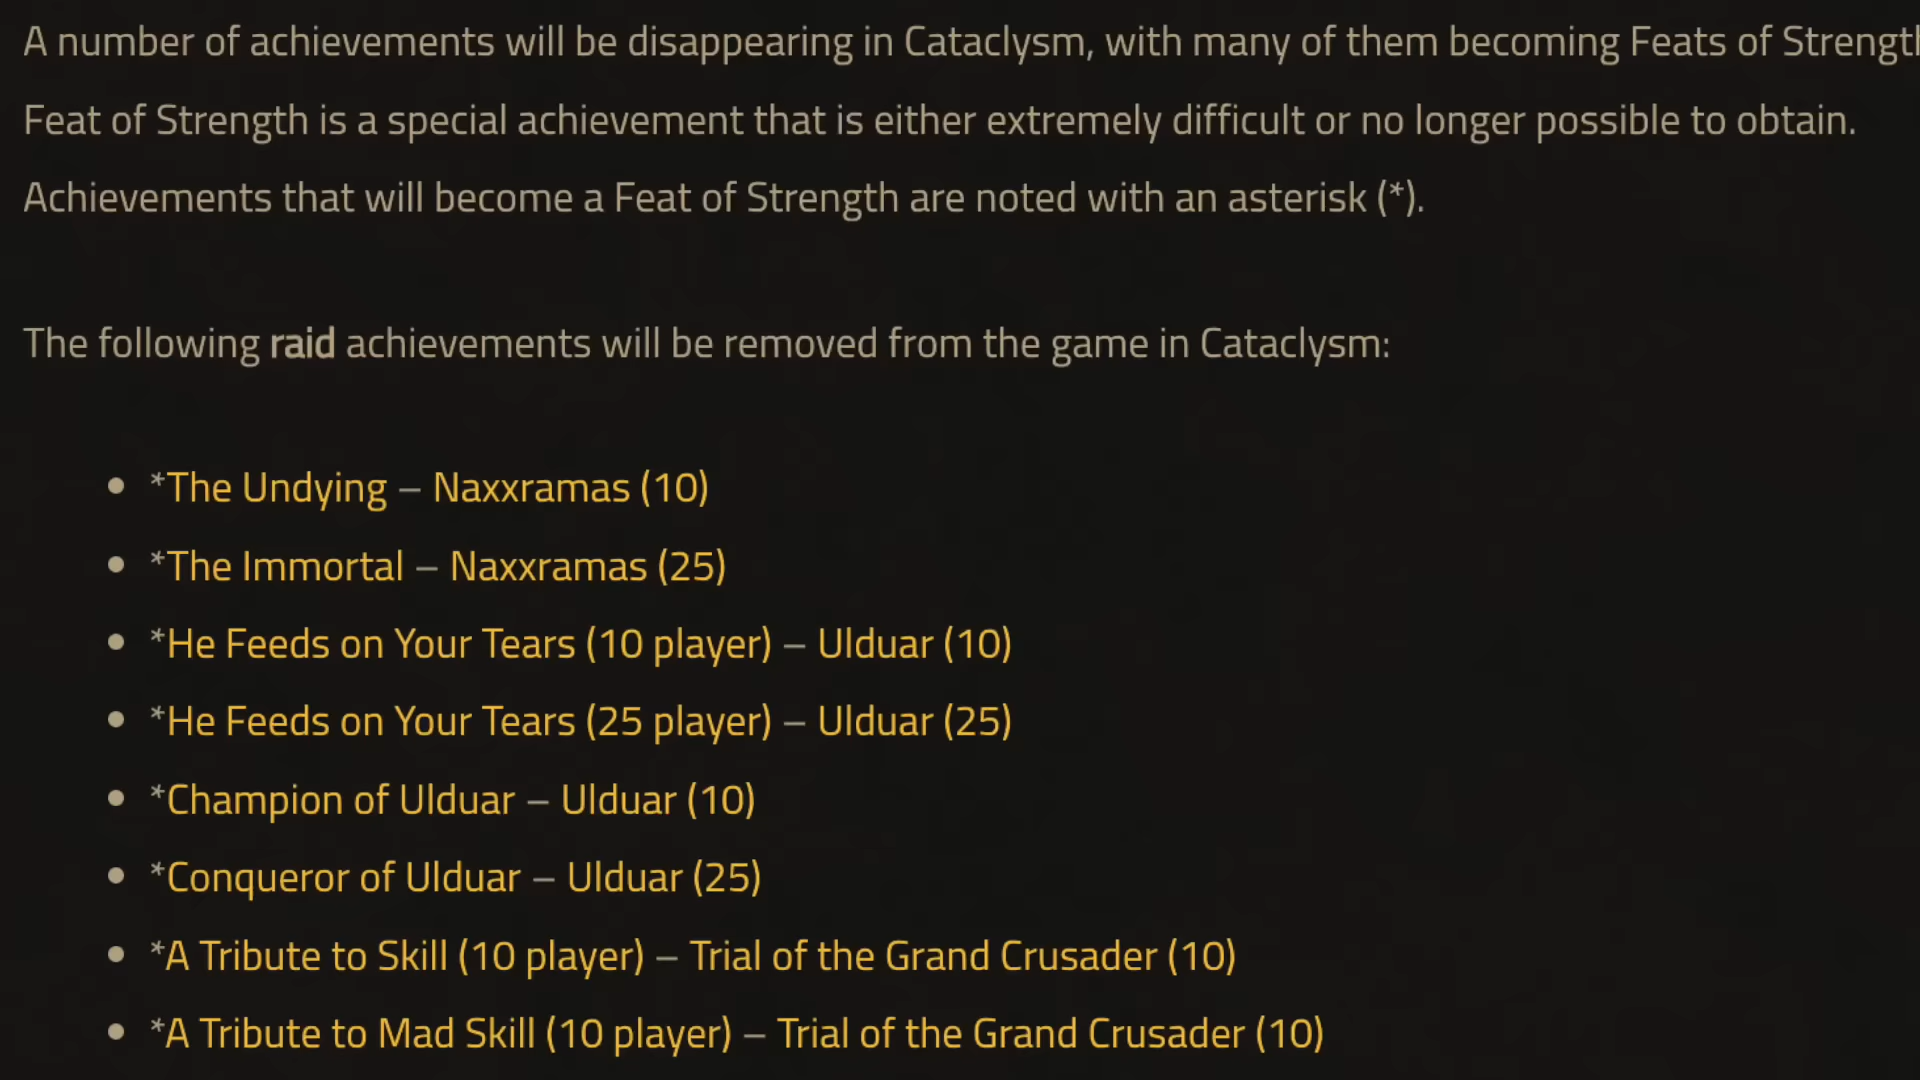 A number of achievements will be disappearing in Cataclysm, with many of them becoming Feats of Strength
Feat of Strength is a special achievement that is either extremely difficult or no longer possible to obtain.
Achievements that will become a Feat of Strength are noted with an asterisk (*).
The following raid achievements will be removed from the game in Cataclysm:
• *The Undying – Naxxramas (10)
• *The Immortal – Naxxramas (25)
• *He Feeds on Your Tears (10 player) – Ulduar (10)
• *He Feeds on Your Tears (25 player) – Ulduar (25)
• *Champion of Ulduar – Ulduar (10)
• *Conqueror of Ulduar – Ulduar (25)
• *A Tribute to Skill (10 player) – Trial of the Grand Crusader (10)
• *A Tribute to Mad Skill (10 player) – Trial of the Grand Crusader (10)